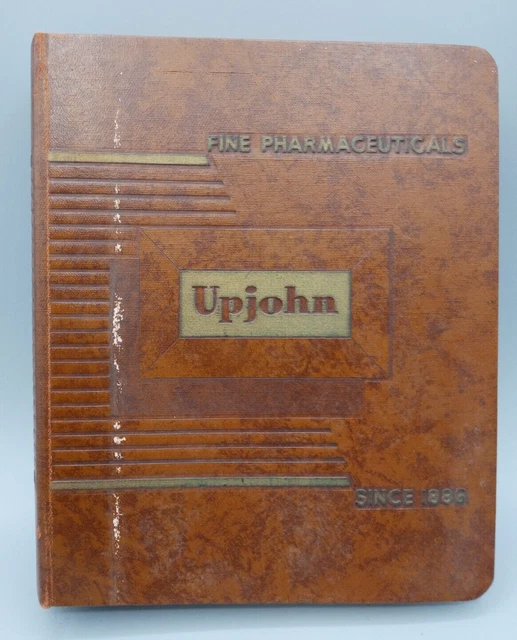 FINE PHARMACEUTICALS
Upjohn
SINCE 1886